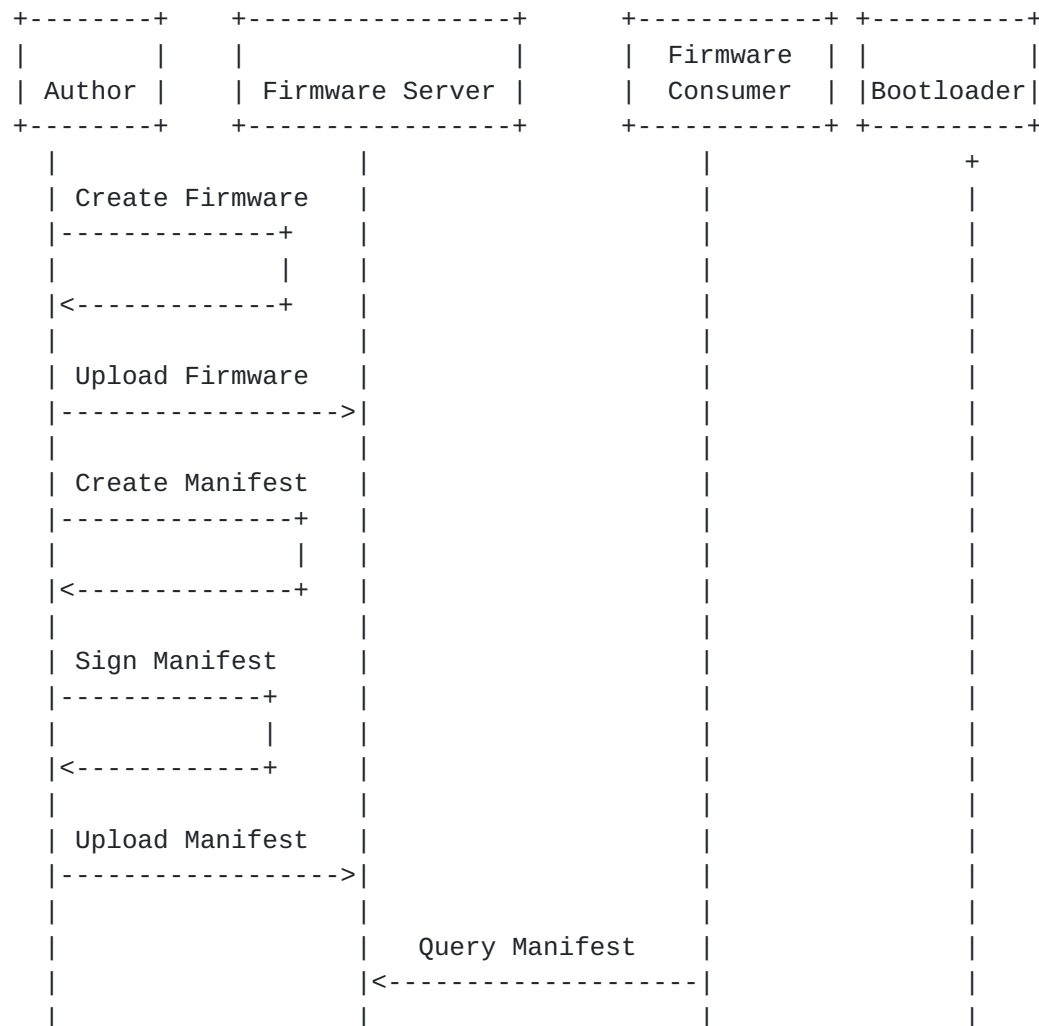 Firmware
Author Firmware Server Consumer Bootloader
Create Firmware
Upload Firmware
Create Manifest
Sign Manifest
Upload Manifest
Query Manifest